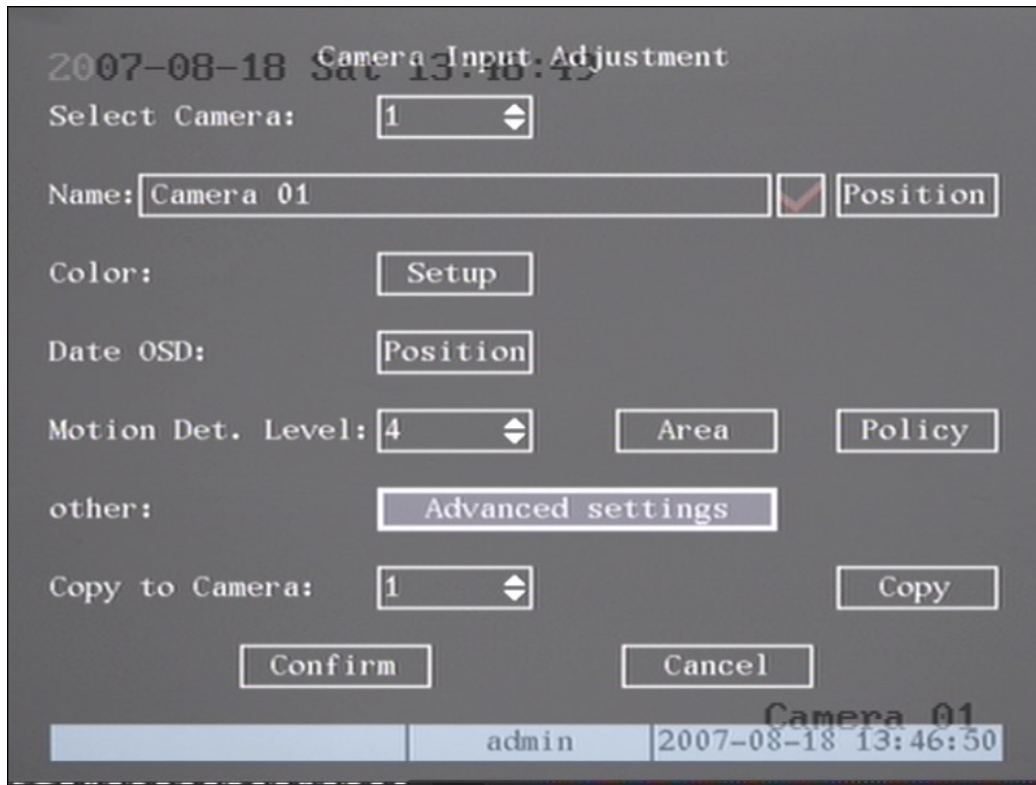 Camera Input Adjustment
2007-08-18 Sat 13:46:49
Select Camera: 1
Name: Camera 01 Position
Color: Setup
Date OSD: Position
Motion Det. Level: 4 Area Policy
other: Advanced settings
Copy to Camera: 1 Copy
Confirm Cancel
Camera 01
admin 2007-08-18 13:46:50